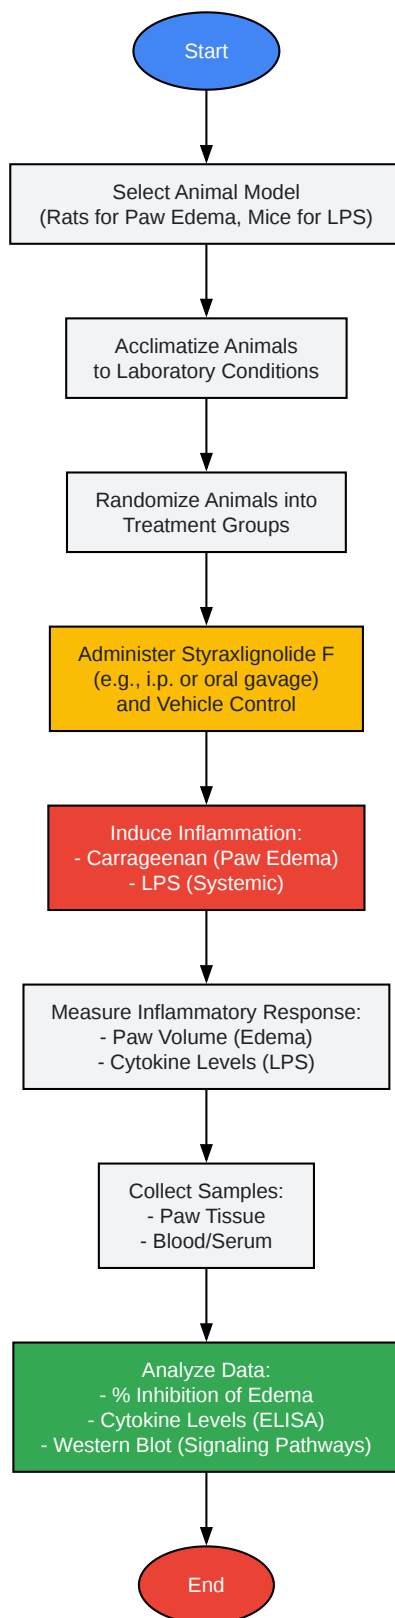 Start
Select Animal Model
(Rats for Paw Edema, Mice for LPS)
Acclimatize Animals
to Laboratory Conditions
Randomize Animals into
Treatment Groups
Administer Styraxlignolide F
(e.g., i.p. or oral gavage)
and Vehicle Control
Induce Inflammation:
- Carrageenan (Paw Edema)
- LPS (Systemic)
Measure Inflammatory Response:
- Paw Volume (Edema)
- Cytokine Levels (LPS)
Collect Samples:
- Paw Tissue
- Blood/Serum
Analyze Data:
- % Inhibition of Edema
- Cytokine Levels (ELISA)
- Western Blot (Signaling Pathways)
End